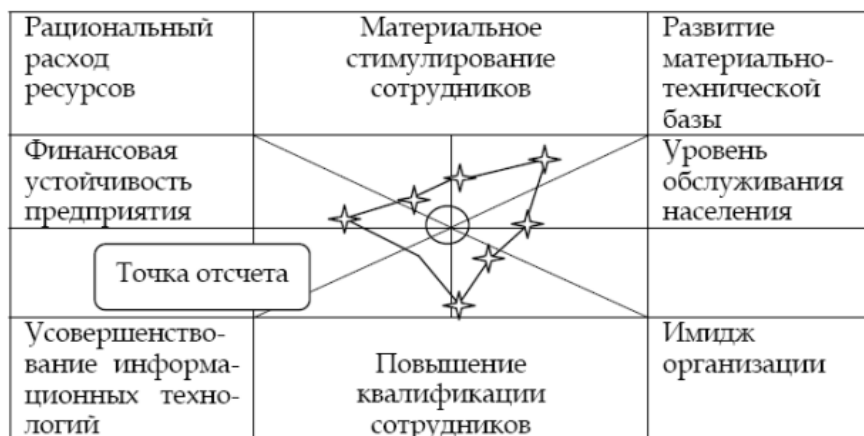 Рациональный
расход
ресурсов
Материальное
стимулирование
сотрудников
Развитие
материально-
технической
базы
Финансовая
устойчивость
предприятия
Уровень
обслуживания
населения
Точка отсчета
Усовершенство-
вание информа-
ционных техно-
логий
Повышение
квалификации
сотрудников
Имидж
организации